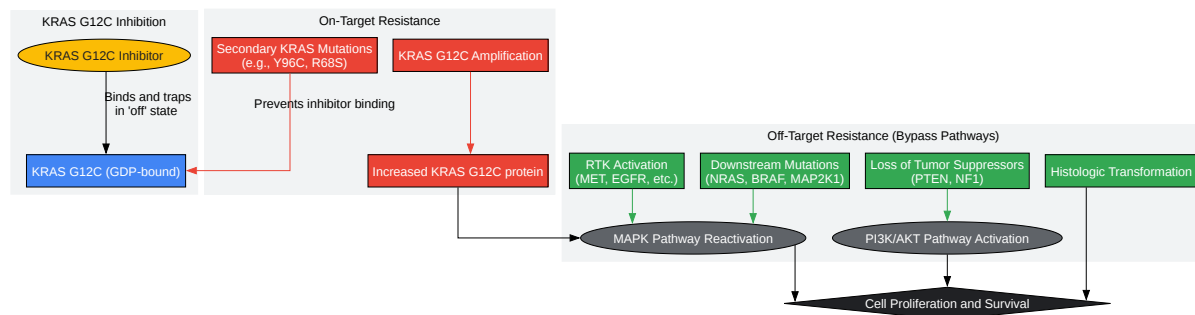 KRAS G12C Inhibition
KRAS G12C Inhibitor
Binds and traps
in 'off' state
KRAS G12C (GDP-bound)
On-Target Resistance
Secondary KRAS Mutations
(e.g., Y96C, R68S)
KRAS G12C Amplification
Prevents inhibitor binding
Increased KRAS G12C protein
Off-Target Resistance (Bypass Pathways)
RTK Activation
(MET, EGFR, etc.)
Downstream Mutations
(NRAS, BRAF, MAP2K1)
Loss of Tumor Suppressors
(PTEN, NF1)
Histologic Transformation
MAPK Pathway Reactivation
PI3K/AKT Pathway Activation
Cell Proliferation and Survival